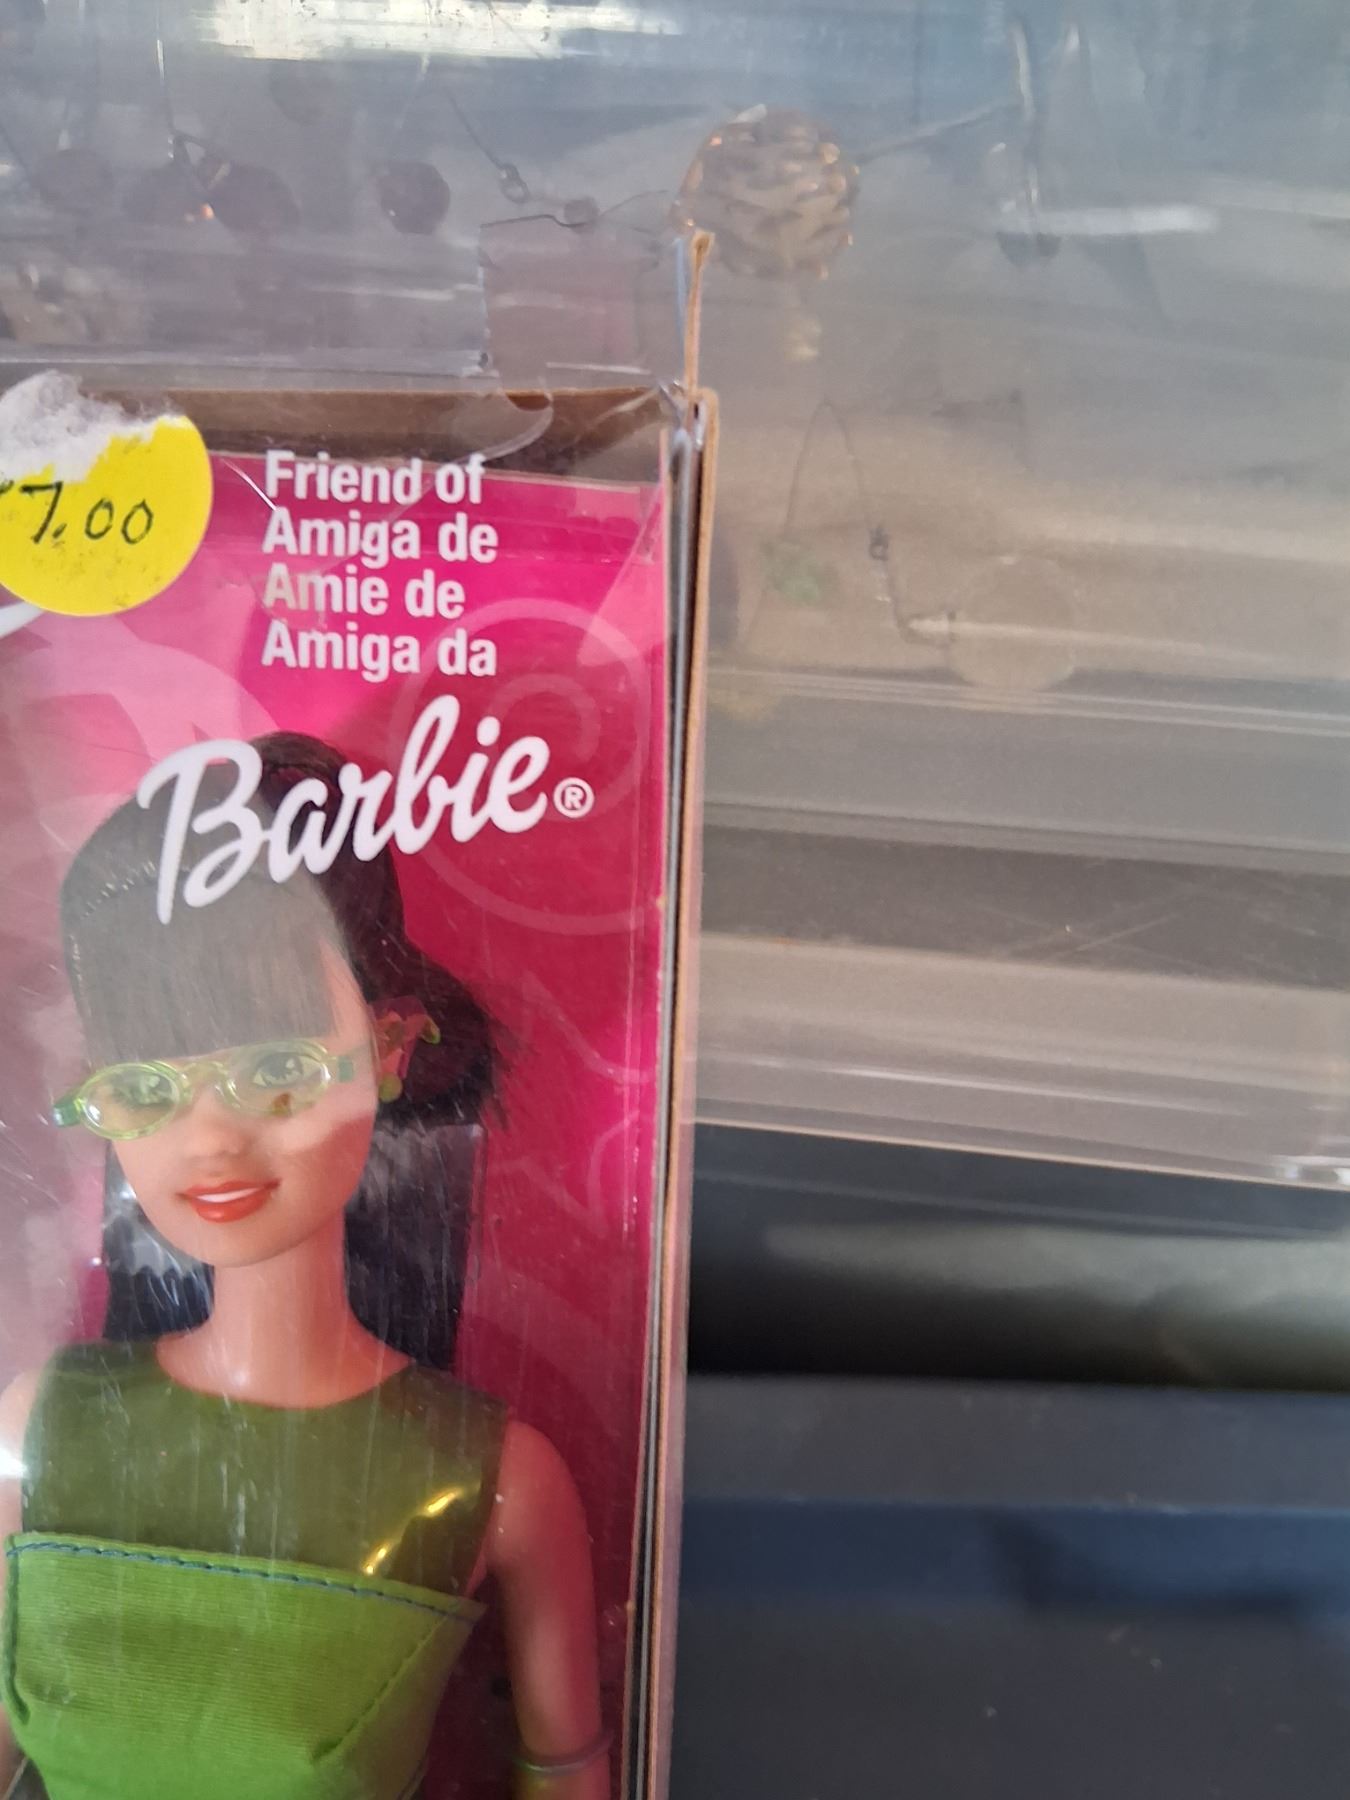 7.00
Friend of
Amiga de
Amie de
Amiga da
Barbie®